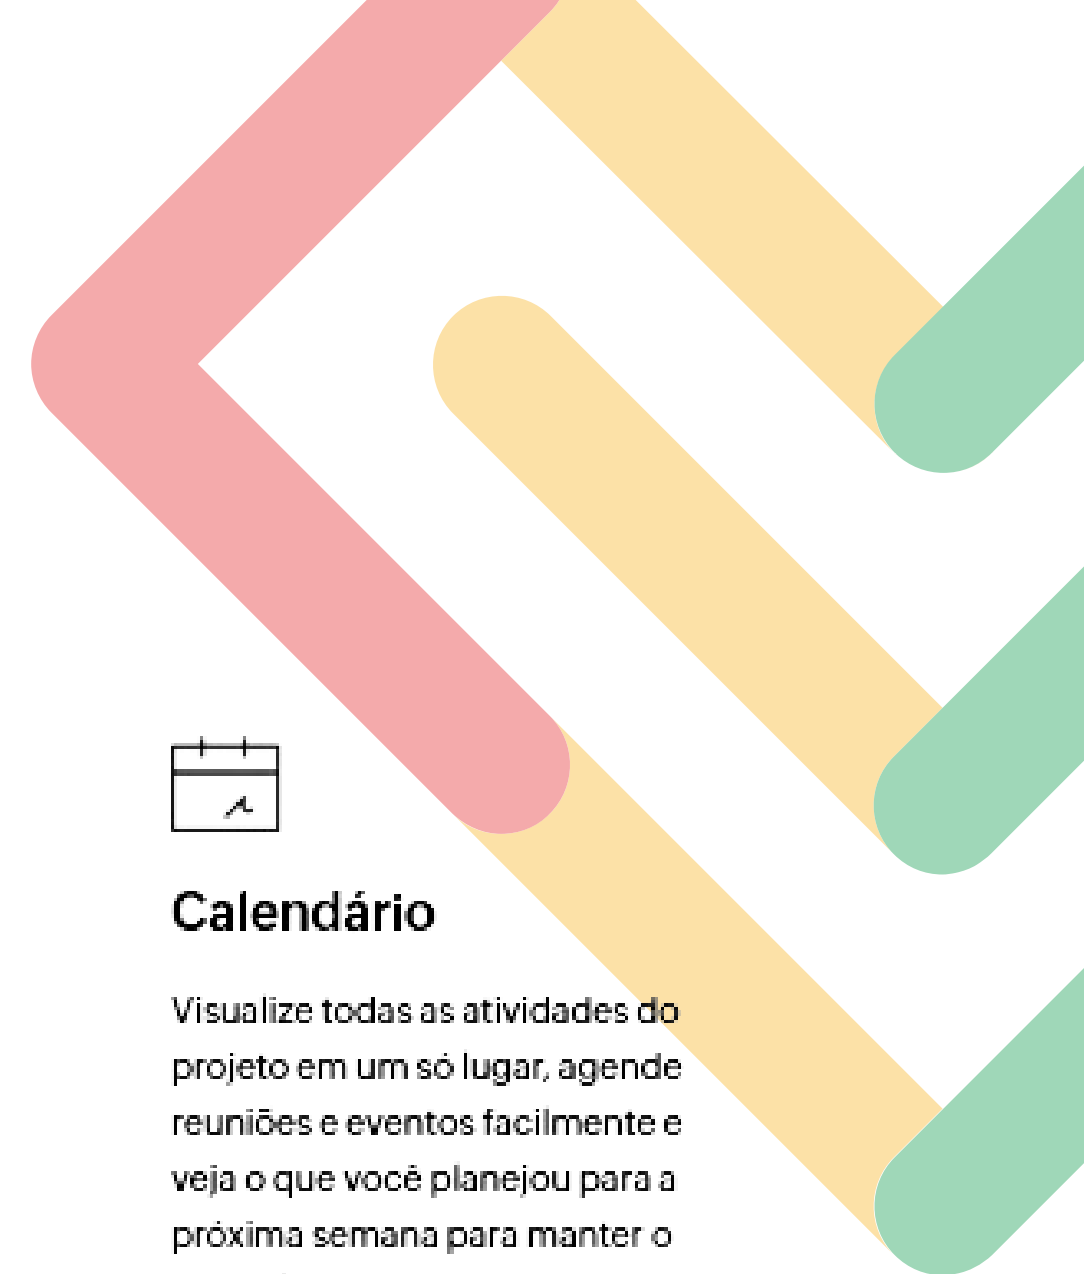 Calendário
Visualize todas as atividades do
projeto em um só lugar, agende
reuniões e eventos facilmente e
veja o que você planejou para a
próxima semana para manter o